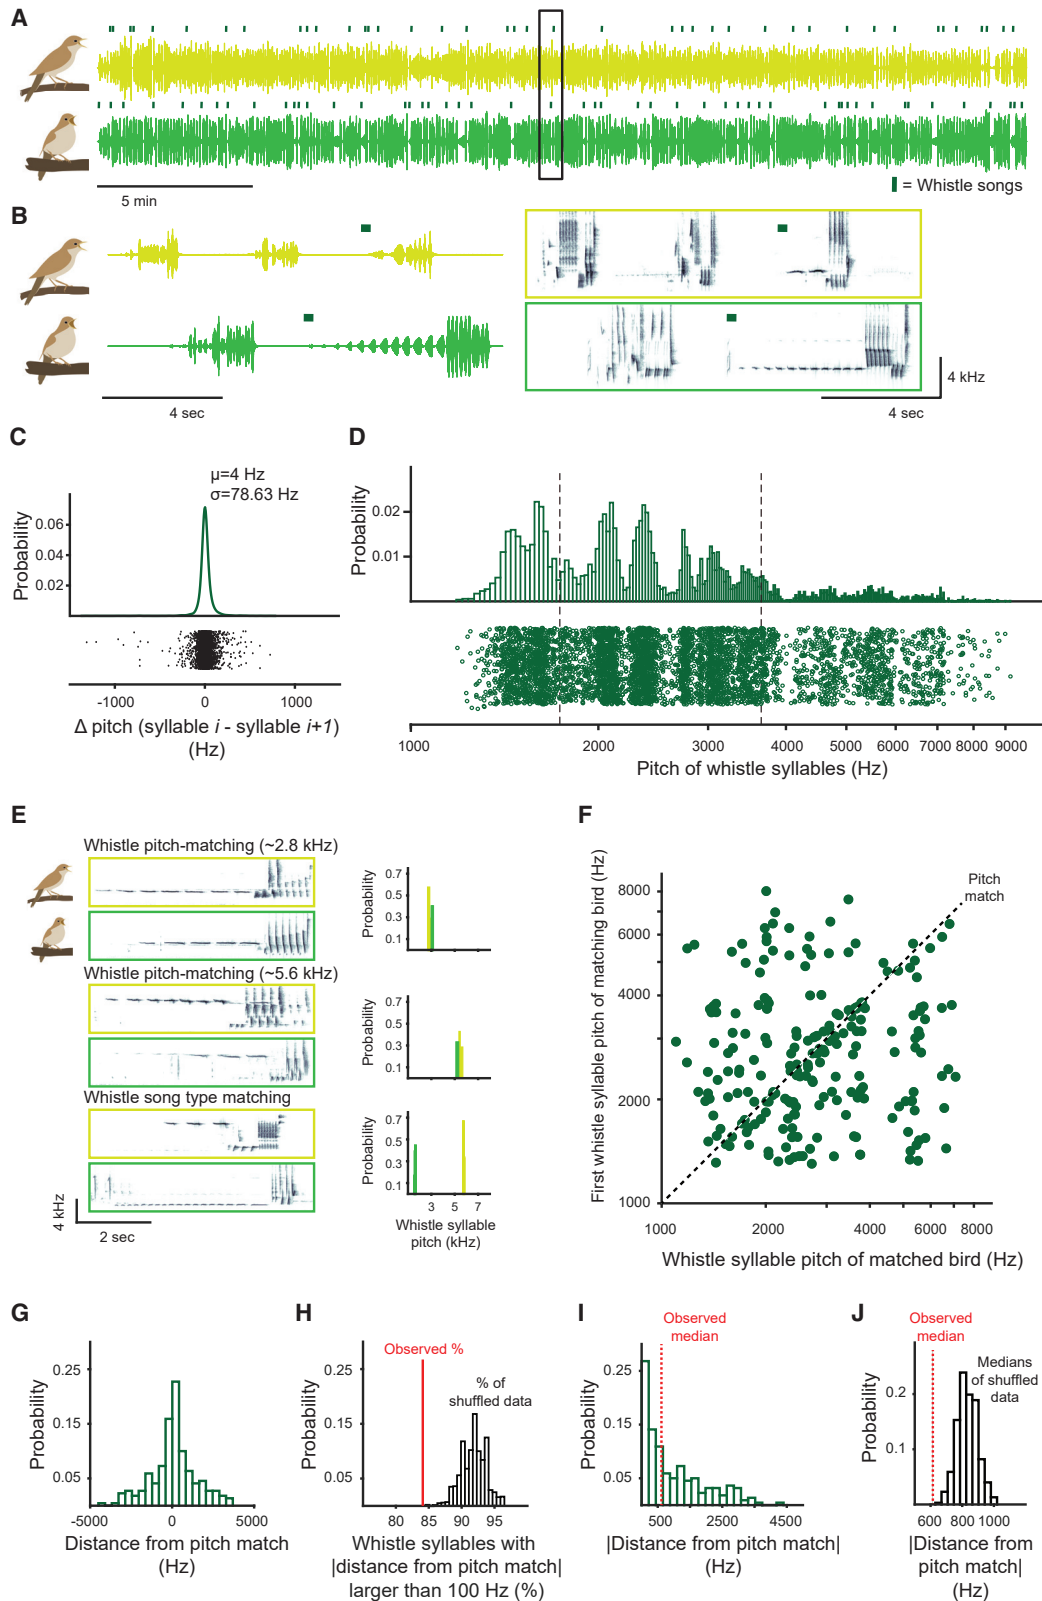 A
5 min
= Whistle songs
B
4 sec
4 kHz
4 sec
C
μ=4 Hz
σ=78.63 Hz
Probability
0.06
0.04
0.02
-1000
0
1000
Δ pitch (syllable i - syllable i+1)
(Hz)
D
Probability
0.02
0.01
1000
2000
3000
4000
5000
6000
7000
8000
9000
Pitch of whistle syllables (Hz)
E
Whistle pitch-matching (~2.8 kHz)
Whistle pitch-matching (~5.6 kHz)
Whistle song type matching
4 kHz
2 sec
Probability
0.7
0.5
0.3
0.1
Probability
0.7
0.5
0.3
0.1
Probability
0.7
0.5
0.3
0.1
3
5
7
Whistle syllable
pitch (kHz)
F
First whistle syllable pitch of matching bird (Hz)
8000
6000
4000
2000
1000
Pitch
match
1000
2000
4000
6000
8000
Whistle syllable pitch of matched bird (Hz)
G
Probability
0.25
0.15
0.05
-5000
0
5000
Distance from pitch match
(Hz)
H
Observed %
% of
shuffled data
Probability
0.25
0.15
0.05
80
85
90
95
Whistle syllables with
|distance from pitch match|
larger than 100 Hz (%)
I
Observed
median
Probability
0.25
0.15
0.05
500
2500
4500
|Distance from pitch match|
(Hz)
J
Observed
median
Medians
of shuffled
data
Probability
0.2
0.1
600
800
1000
|Distance from
pitch match|
(Hz)